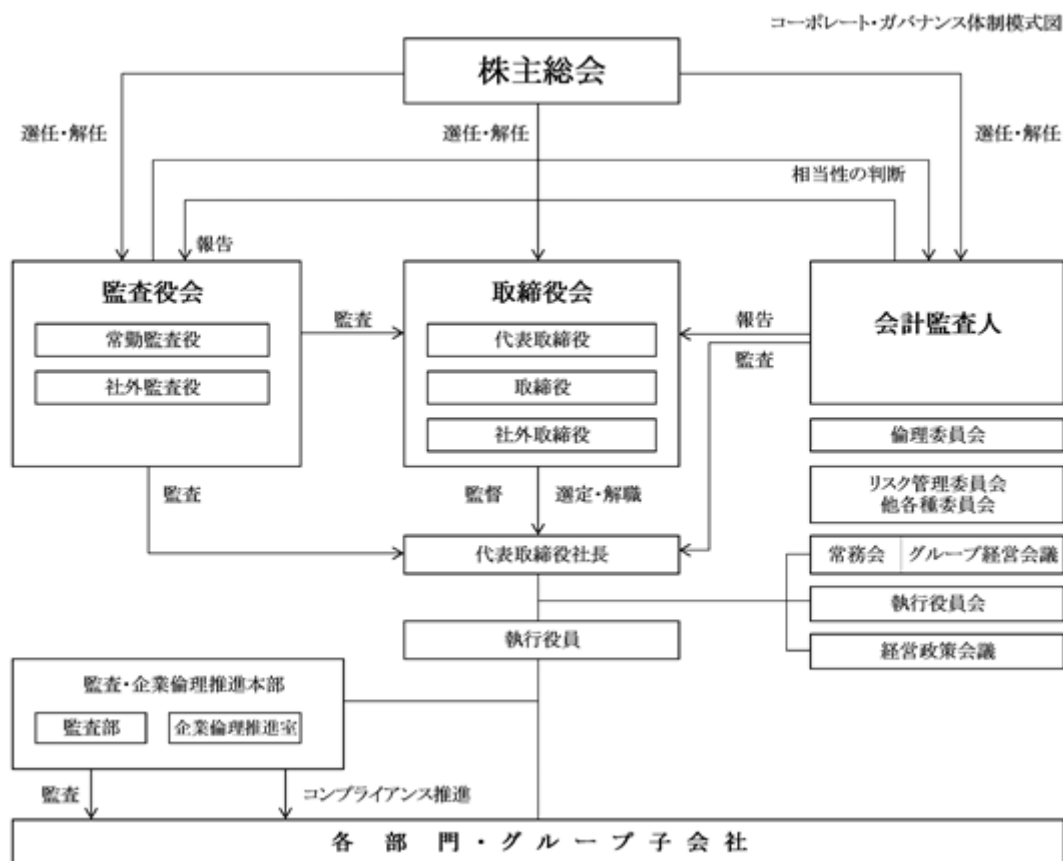 コーポレート・ガバナンス体制模式図
株主総会
選任・解任
選任・解任
選任・解任
相当性の判断
報告
監査役会
常勤監査役
社外監査役
監査
取締役会
代表取締役
取締役
社外取締役
報告
監査
会計監査人
倫理委員会
リスク管理委員会
他各種委員会
監査
監督
選定・解職
代表取締役社長
常務会
グループ経営会議
執行役員会
経営政策会議
執行役員
監査・企業倫理推進本部
監査部
企業倫理推進室
監査
コンプライアンス推進
各部門・グループ子会社